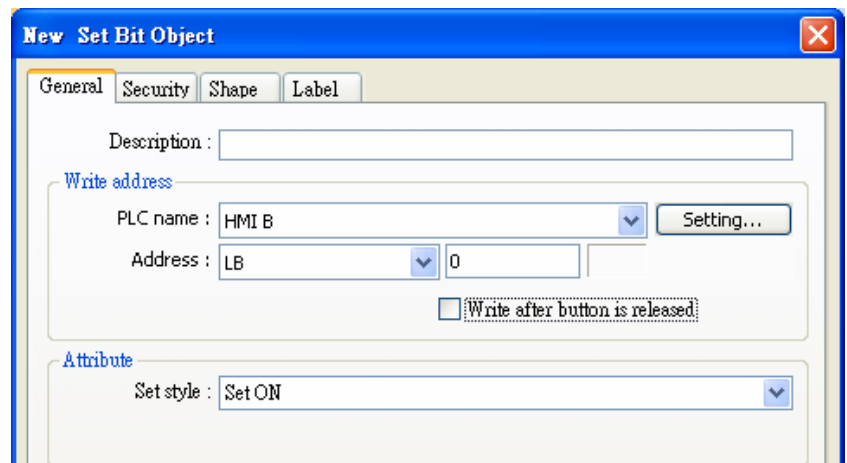 New Set Bit Object
General Security Shape Label
Description :
Write address
PLC name : HMI B Setting...
Address : LB 0
Write after button is released
Attribute
Set style : Set ON